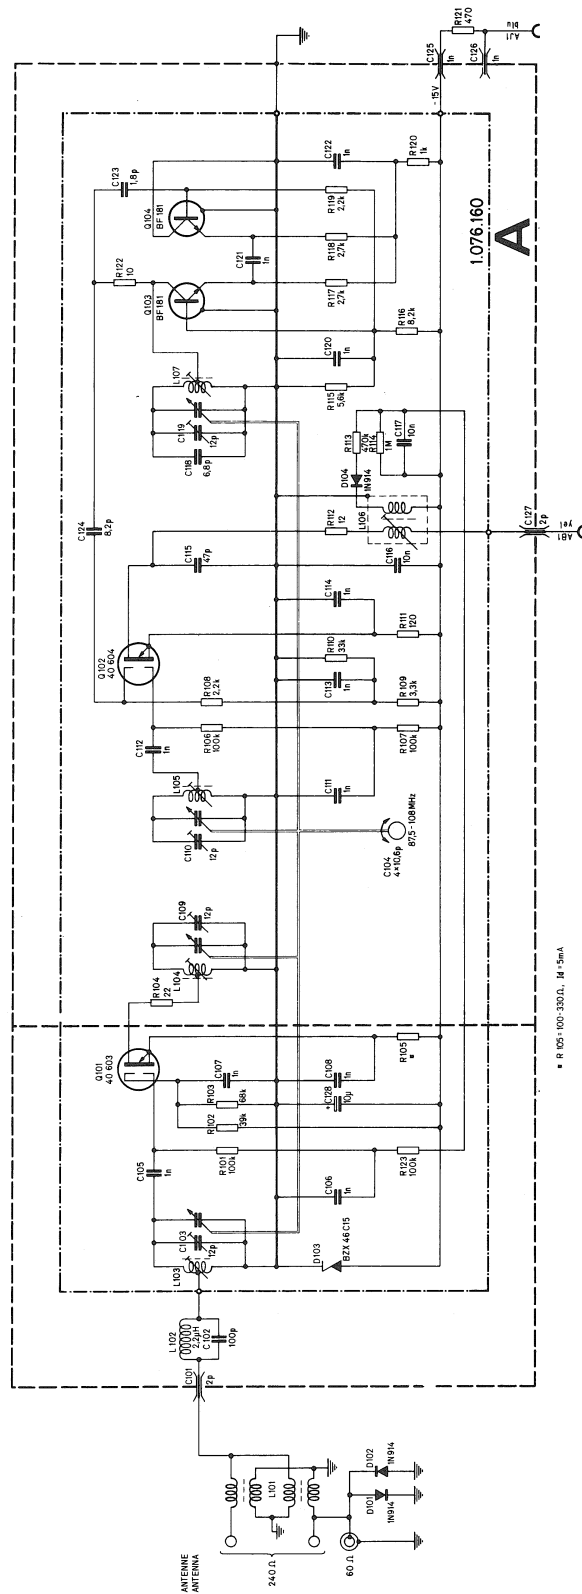 ANTENNE
ANTENNA
240 Ω
60 Ω
L101
D101
1N914
D102
1N914
C101
2p
L102
2,2µH
C102
100p
L103
C103
12p
C105
1n
R101
100k
R102
39k
R103
68k
C107
1n
Q101
40 603
C106
1n
D103
BZX 46 C15
R123
100k
C128
10µ
+
C108
1n
R105
*
R104
22
L104
C109
12p
C110
12p
L105
C104
4×10,6p
87,5-108MHz
C111
1n
C112
1n
R106
100k
R107
100k
R108
2,2k
R109
3,3k
Q102
40 604
C113
1n
R110
33k
C114
1n
R111
120
C115
47p
C116
10n
R112
12
C124
8,2p
L106
D104
1N914
R113
470k
R114
1M
C117
10n
C118
6,8p
C119
12p
L107
R115
5,6k
C120
1n
R116
8,2k
Q103
BF181
R122
10
R117
2,7k
C121
1n
R118
2,7k
Q104
BF181
R119
2,2k
C123
1,8p
C122
1n
R120
1k
-15V
C125
1n
C126
1n
R121
470
AJ1
blu
C127
2p
AB1
yel
1.076.160
A
* R 105 = 100-330Ω, Id = 5mA